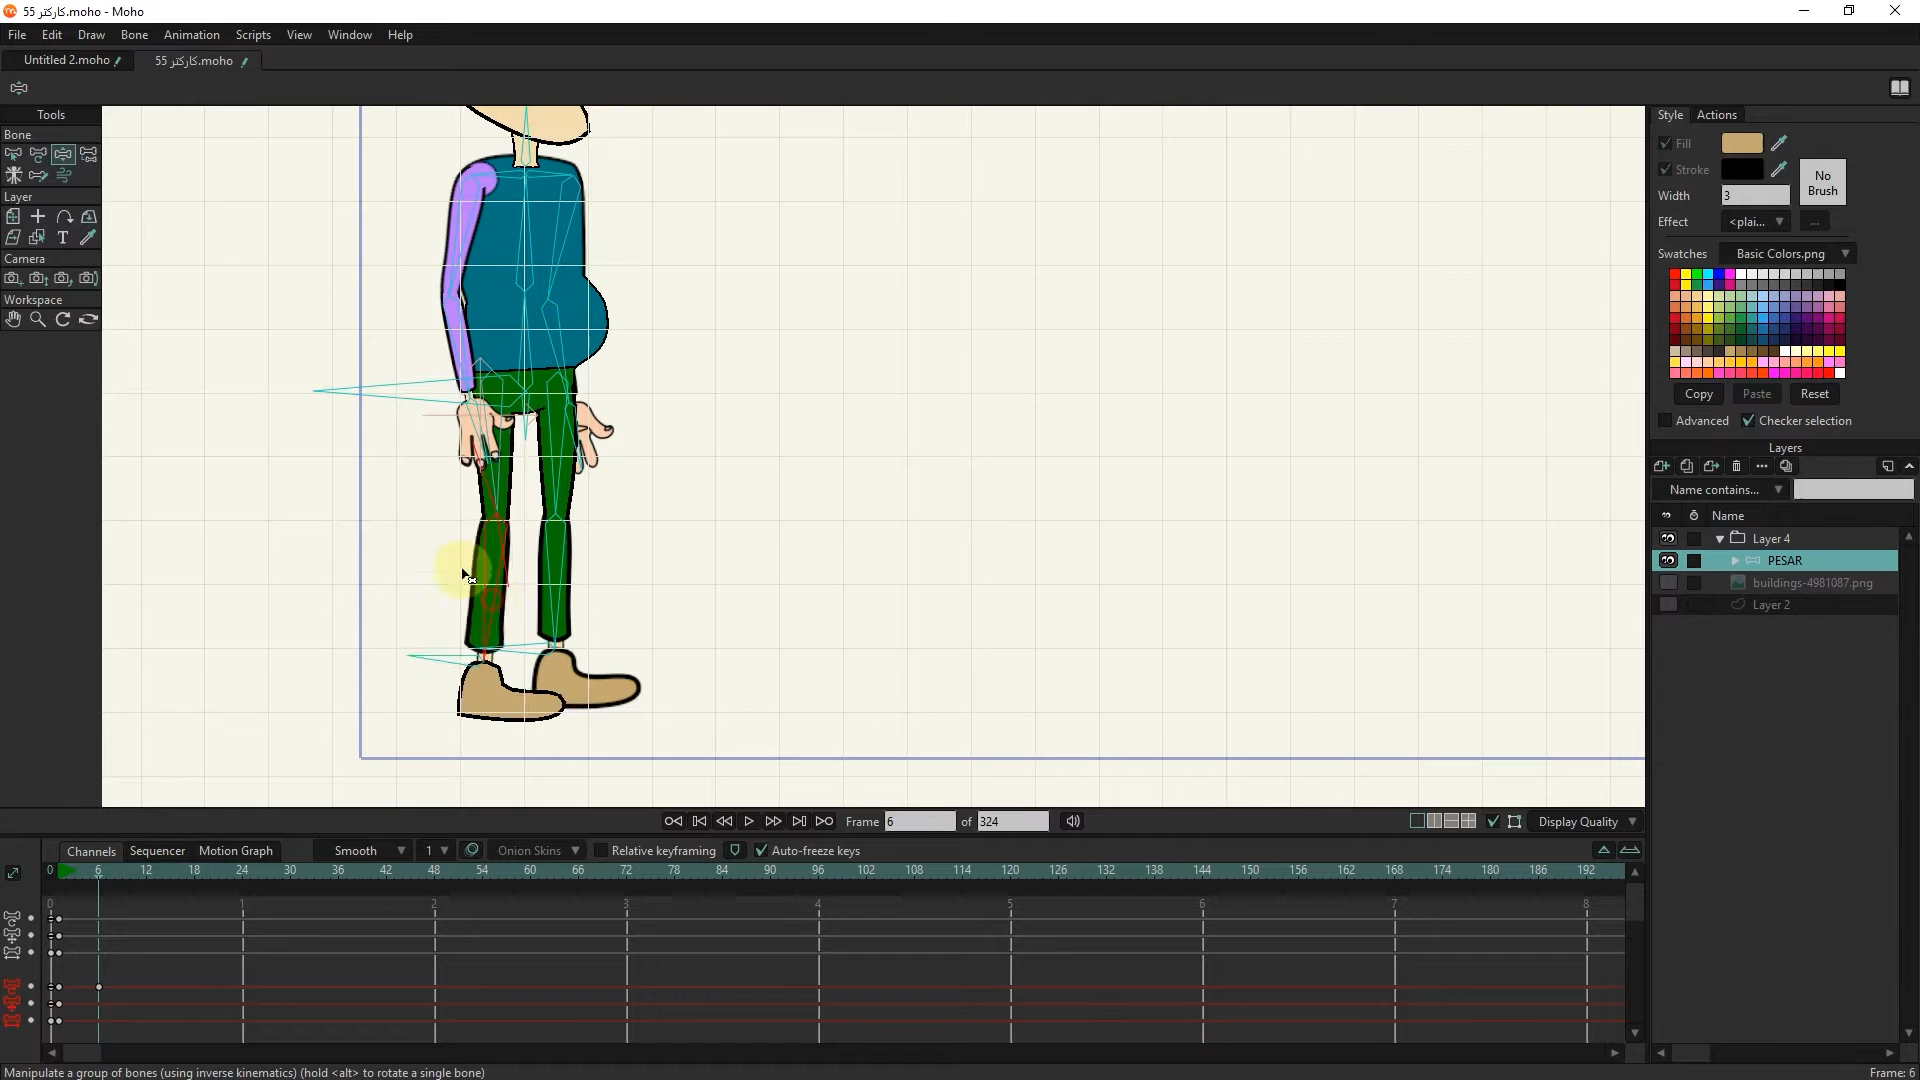 55 کارکتر.moho - Moho
File Edit Draw Bone Animation Scripts View Window Help
Untitled 2.moho
55 کارکتر.moho
Tools
Bone
Layer
Camera
Workspace
Style Actions
Fill
Stroke
No Brush
Width 3
Effect <plai... ...
Swatches Basic Colors.png
Copy Paste Reset
Advanced Checker selection
Layers
Name contains...
Name
Layer 4
PESAR
buildings-4981087.png
Layer 2
Frame 6 of 324 Display Quality
Channels Sequencer Motion Graph Smooth 1 Onion Skins Relative keyframing Auto-freeze keys
0 6 12 18 24 30 36 42 48 54 60 66 72 78 84 90 96 102 108 114 120 126 132 138 144 150 156 162 168 174 180 186 192
0 1 2 3 4 5 6 7 8
Manipulate a group of bones (using inverse kinematics) (hold <alt> to rotate a single bone) Frame: 6